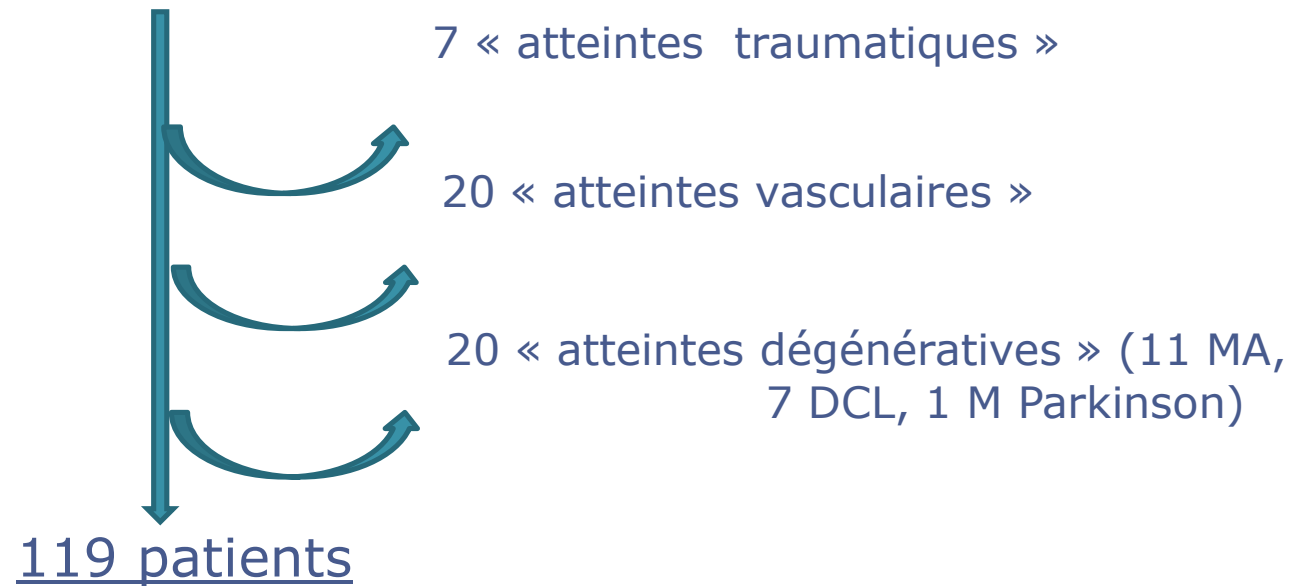 7 « atteintes traumatiques »
20 « atteintes vasculaires »
20 « atteintes dégénératives » (11 MA,
7 DCL, 1 M Parkinson)
119 patients